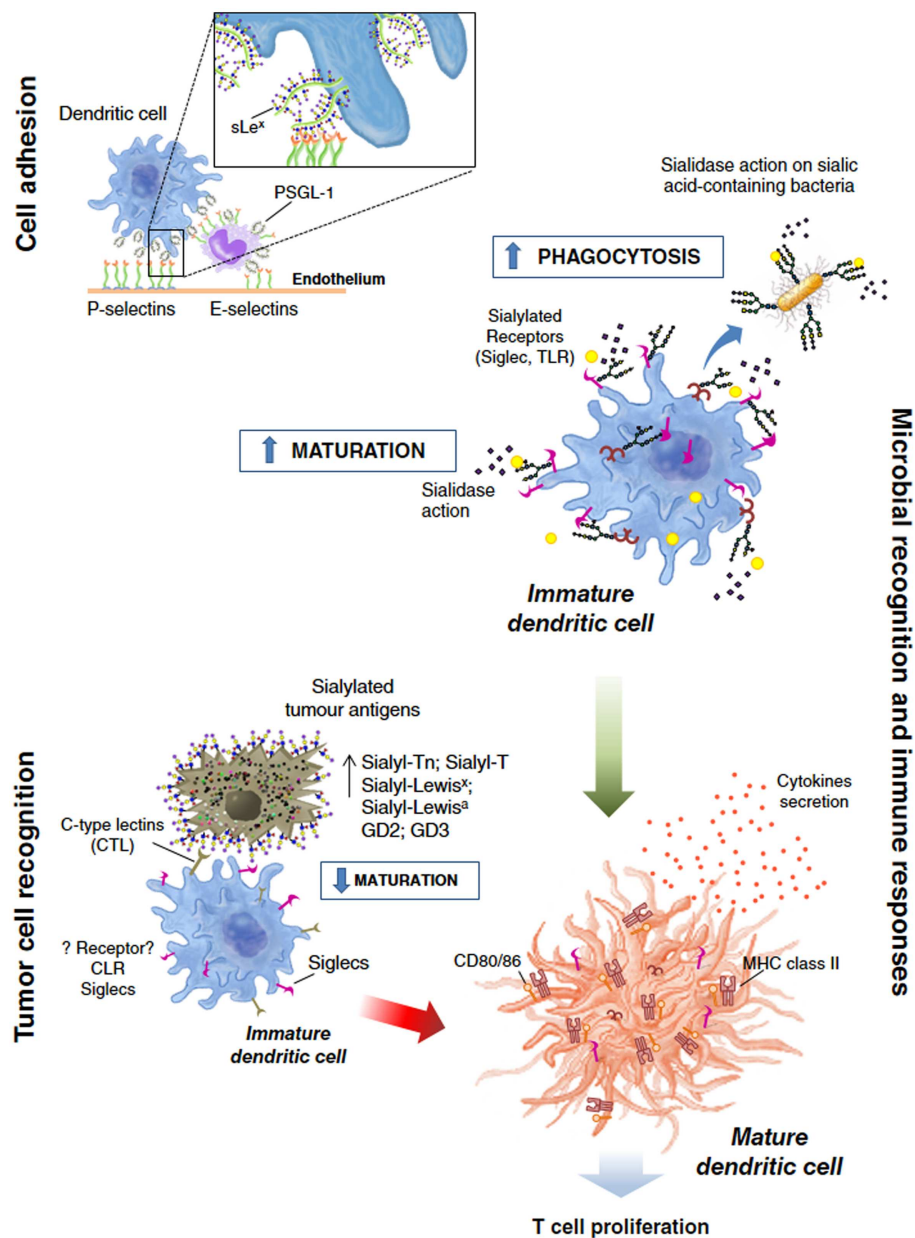 Cell adhesion
Dendritic cell
sLeˣ
PSGL-1
Endothelium
P-selectins
E-selectins
Sialidase action on sialic
acid-containing bacteria
PHAGOCYTOSIS
Sialylated
Receptors
(Siglec, TLR)
MATURATION
Sialidase
action
Immature
dendritic cell
Microbial recognition and immune responses
Tumor cell recognition
Sialylated
tumour antigens
Sialyl-Tn; Sialyl-T
Sialyl-Lewisˣ;
Sialyl-Lewisᵃ
GD2; GD3
C-type lectins
(CTL)
MATURATION
? Receptor?
CLR
Siglecs
Siglecs
Immature
dendritic cell
Cytokines
secretion
CD80/86
MHC class II
Mature
dendritic cell
T cell proliferation